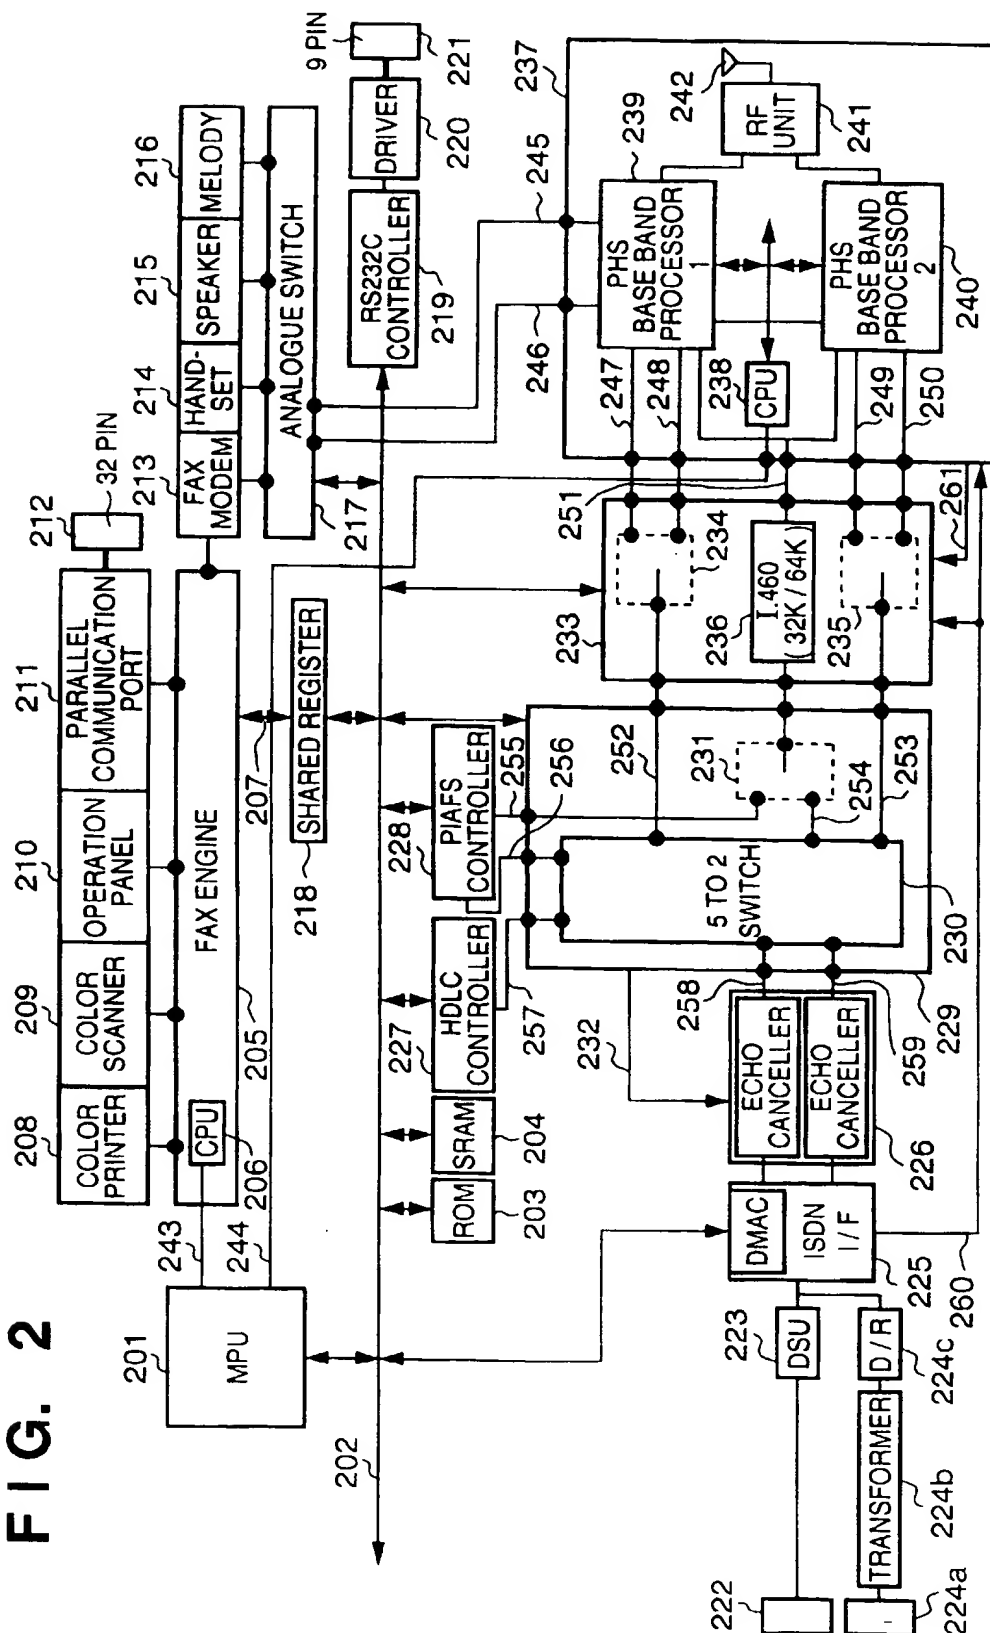 FIG. 2
201
MPU
243
244
202
208
COLOR
PRINTER
209
COLOR
SCANNER
210
OPERATION
PANEL
211
PARALLEL
COMMUNICATION
PORT
212
32 PIN
CPU
206
205
FAX ENGINE
207
213
FAX
MODEM
214
HAND-
SET
215
SPEAKER
216
MELODY
ANALOGUE SWITCH
217
218
SHARED REGISTER
RS232C
CONTROLLER
219
DRIVER
220
9 PIN
221
ROM
203
SRAM
204
227
HDLC
CONTROLLER
257
228
PIAFS
CONTROLLER
255
256
222
223
DSU
224a
TRANSFORMER
224b
D/R
224c
DMAC
ISDN
I/F
225
260
232
ECHO
CANCELLER
ECHO
CANCELLER
226
258
259
229
5 TO 2
SWITCH
230
252
231
254
253
233
234
236
I.460
(32K/64K)
235
251
261
246
245
237
247
248
238
CPU
249
250
239
PHS
BASE BAND
PROCESSOR
1
PHS
BASE BAND
PROCESSOR
2
240
242
RF
UNIT
241